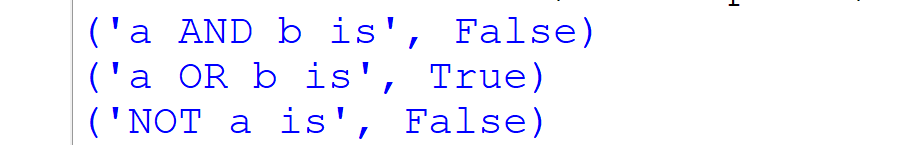 ('a AND b is', False)
('a OR b is', True)
('NOT a is', False)